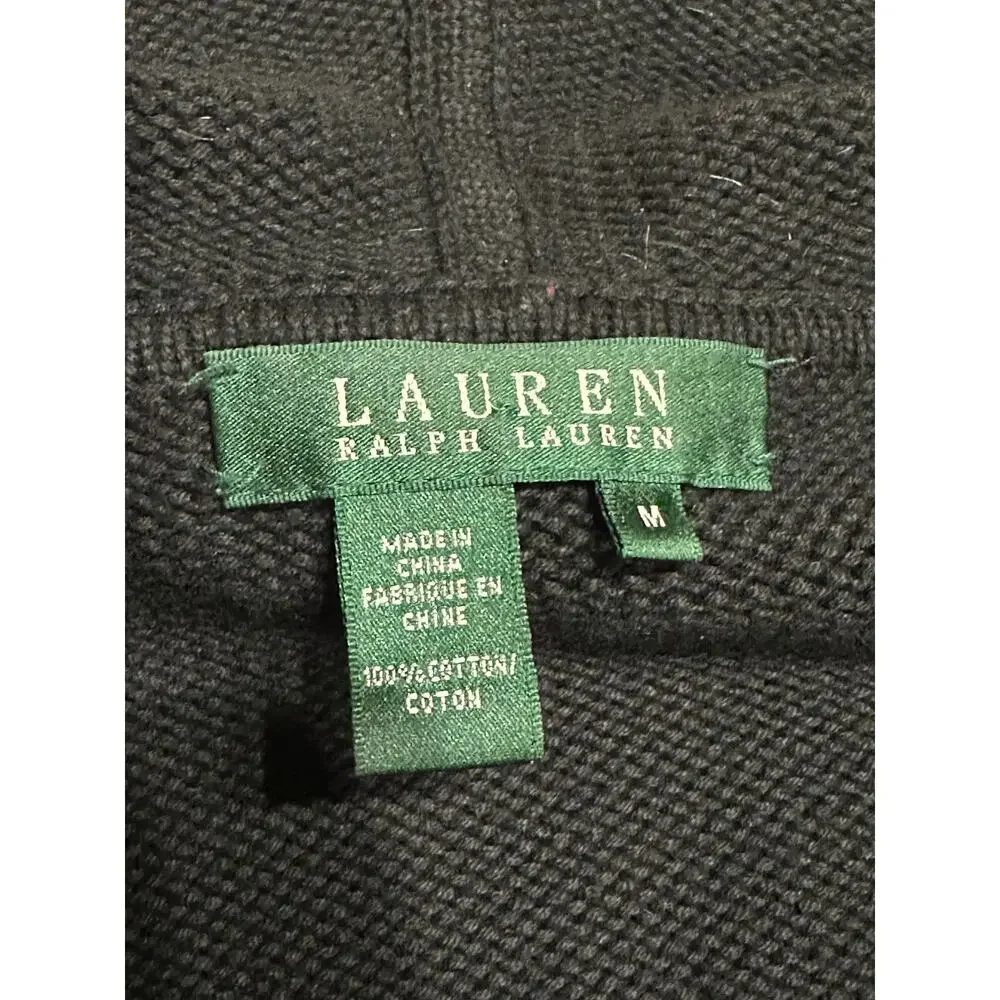 LAUREN
RALPH LAUREN
M
MADE IN
CHINA
FABRIQUE EN
CHINE
100% COTTON/
COTON